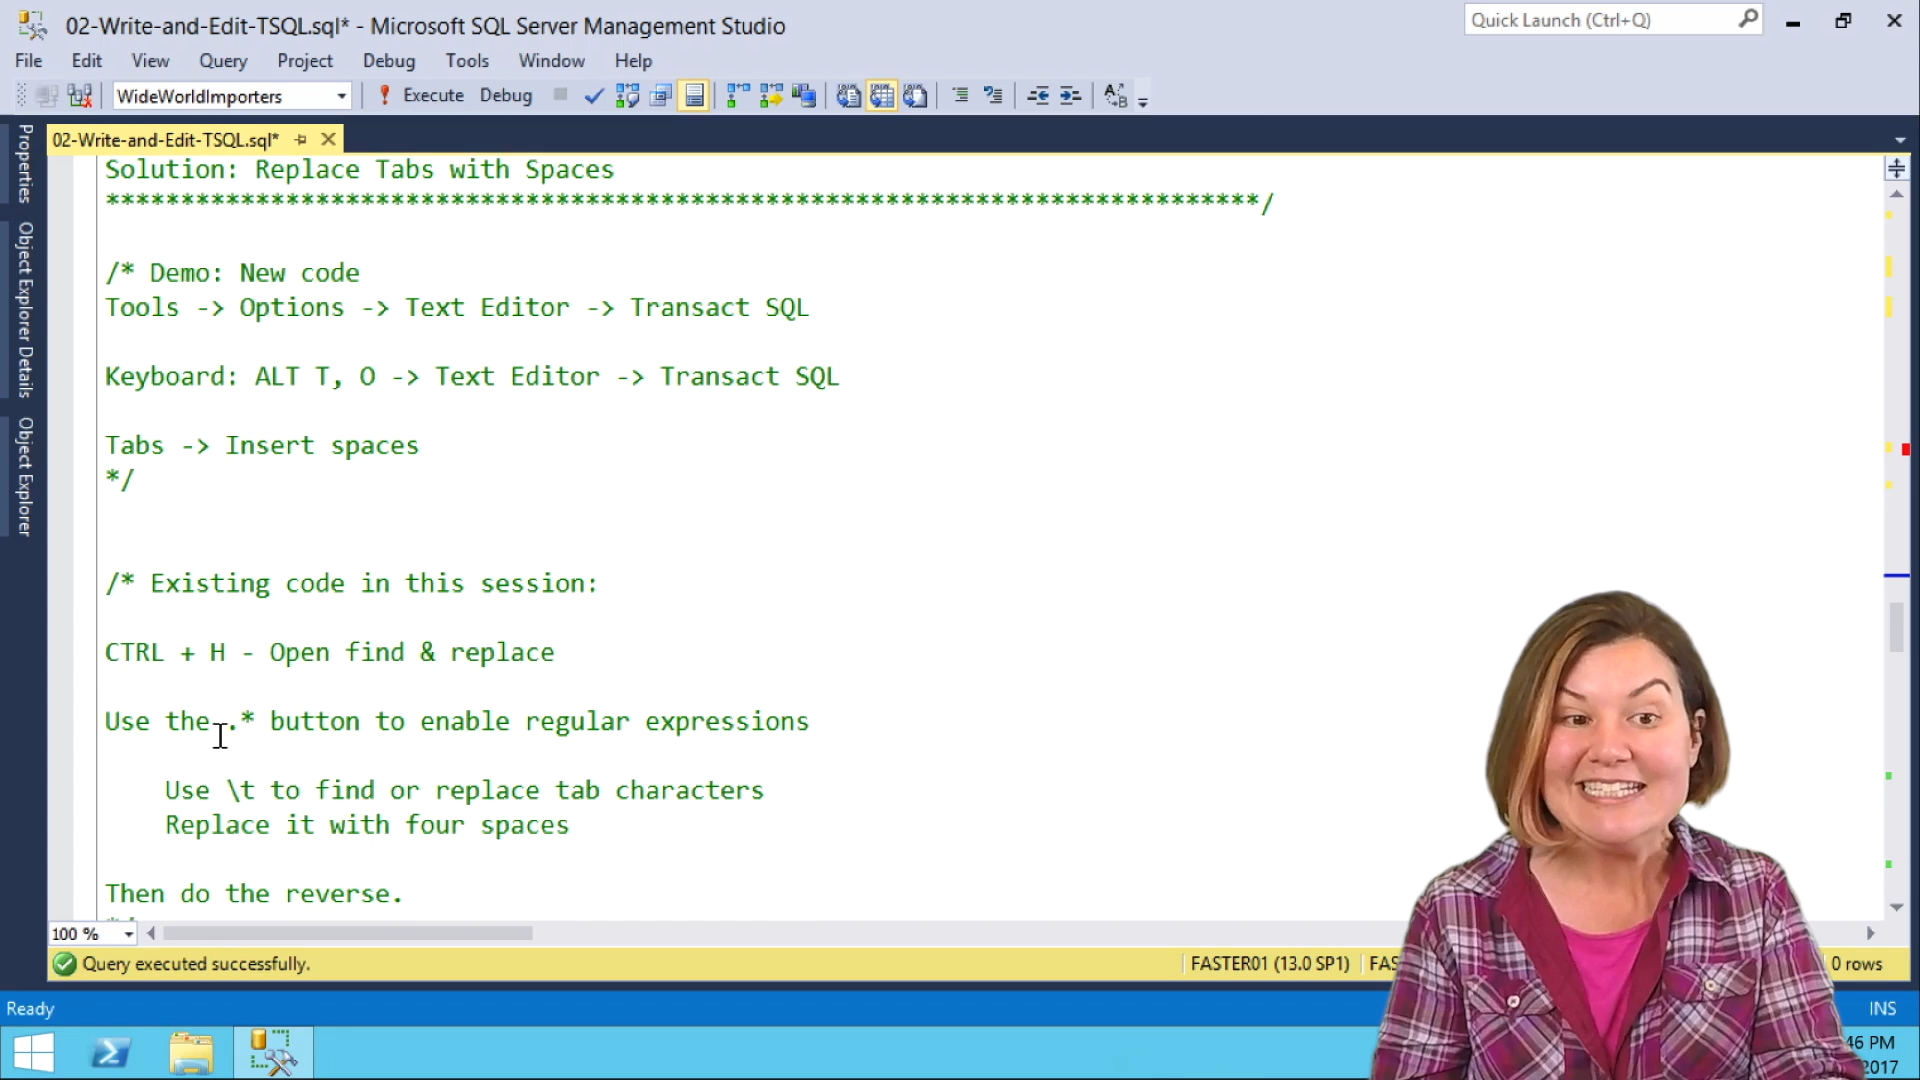 02-Write-and-Edit-TSQL.sql* - Microsoft SQL Server Management Studio
Quick Launch (Ctrl+Q)
File Edit View Query Project Debug Tools Window Help
WideWorldImporters
Execute Debug
02-Write-and-Edit-TSQL.sql*
Properties
Object Explorer Details
Object Explorer
Solution: Replace Tabs with Spaces
*****************************************************************************/
/* Demo: New code
Tools -> Options -> Text Editor -> Transact SQL
Keyboard: ALT T, O -> Text Editor -> Transact SQL
Tabs -> Insert spaces
*/
/* Existing code in this session:
CTRL + H - Open find & replace
Use the .* button to enable regular expressions
Use \t to find or replace tab characters
Replace it with four spaces
Then do the reverse.
100 %
Query executed successfully.
FASTER01 (13.0 SP1)
FAS
0 rows
Ready
INS
46 PM
2017